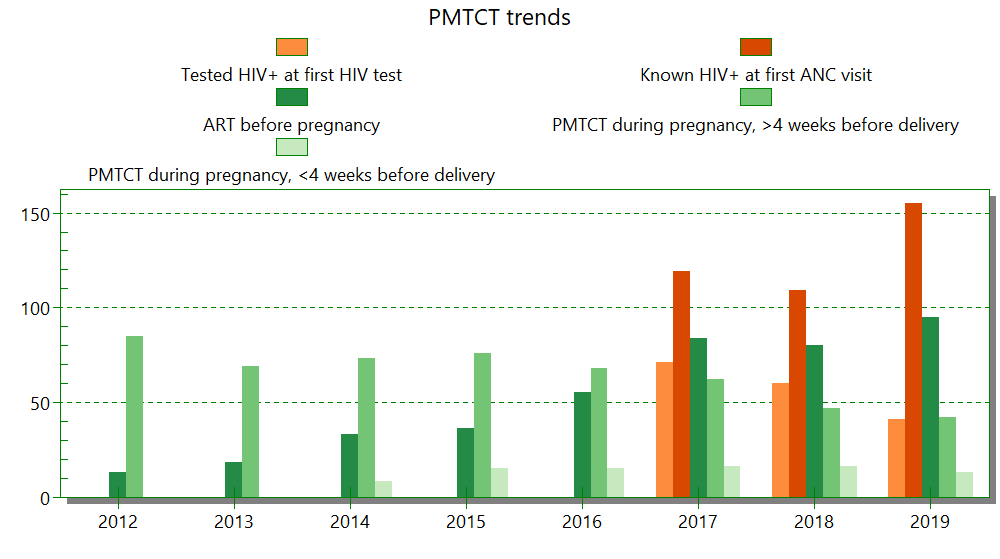 PMTCT trends
Tested HIV+ at first HIV test
Known HIV+ at first ANC visit
ART before pregnancy
PMTCT during pregnancy, >4 weeks before delivery
PMTCT during pregnancy, <4 weeks before delivery
150
100
50
0
2012 2013 2014 2015 2016 2017 2018 2019